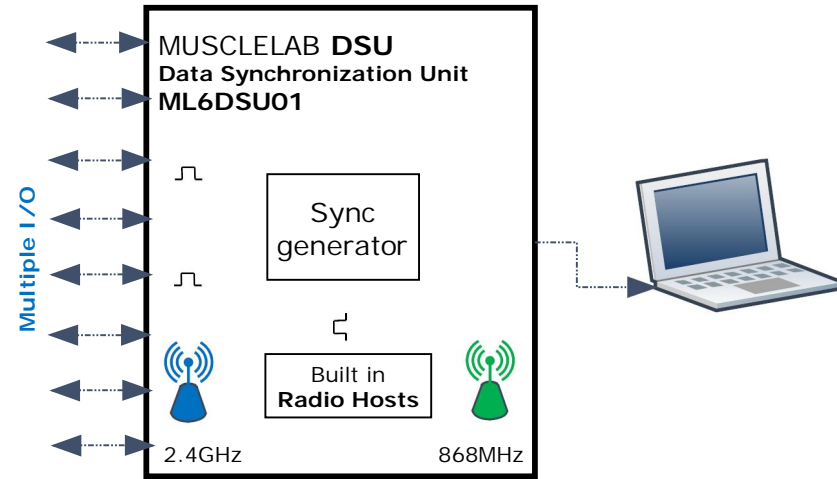 MUSCLELAB DSU
Data Synchronization Unit
ML6DSU01
Multiple I/O
Sync
generator
Built in
Radio Hosts
2.4GHz
868MHz